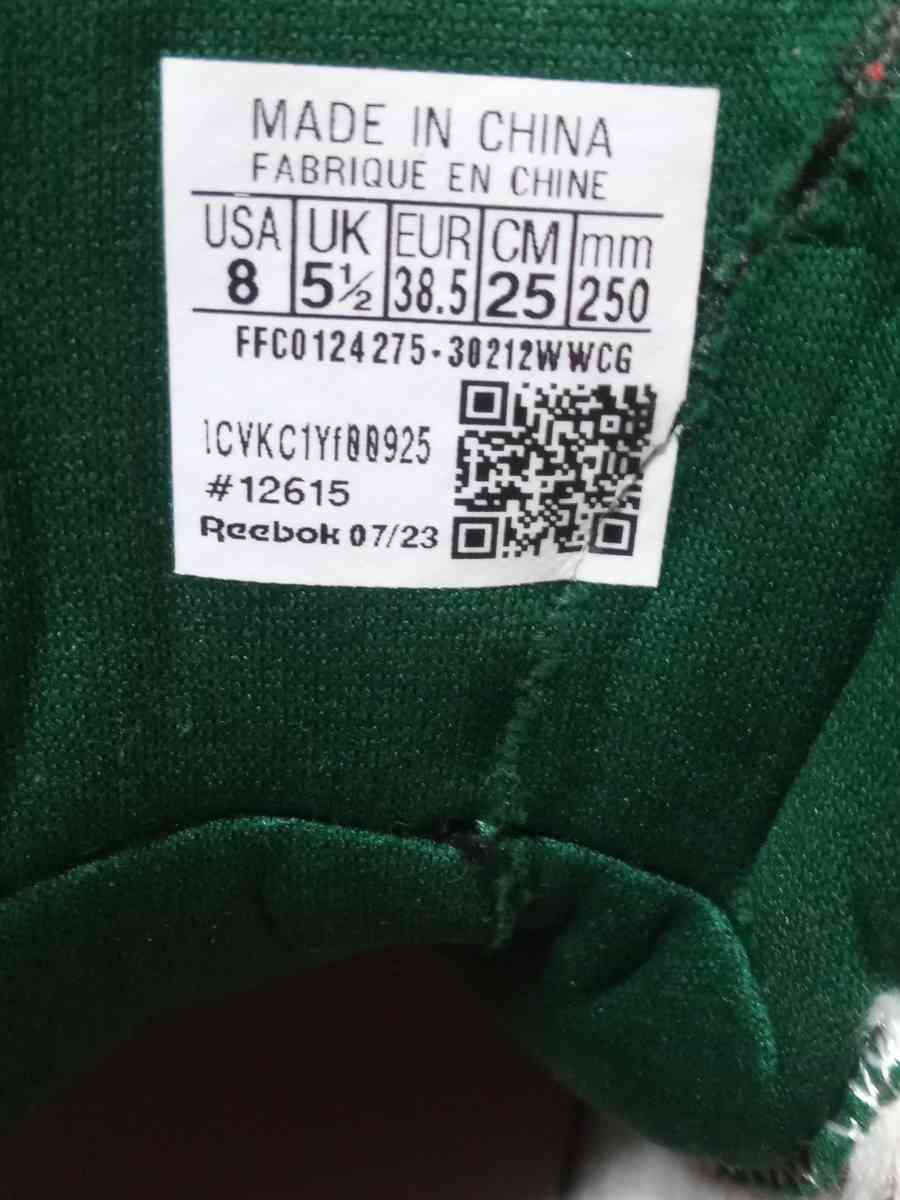 MADE IN CHINA
FABRIQUE EN CHINE
USA UK EUR CM mm
8 5½ 38.5 25 250
FFC0124275-30212WWCG
1CVKC1Yf00925
#12615
Reebok 07/23